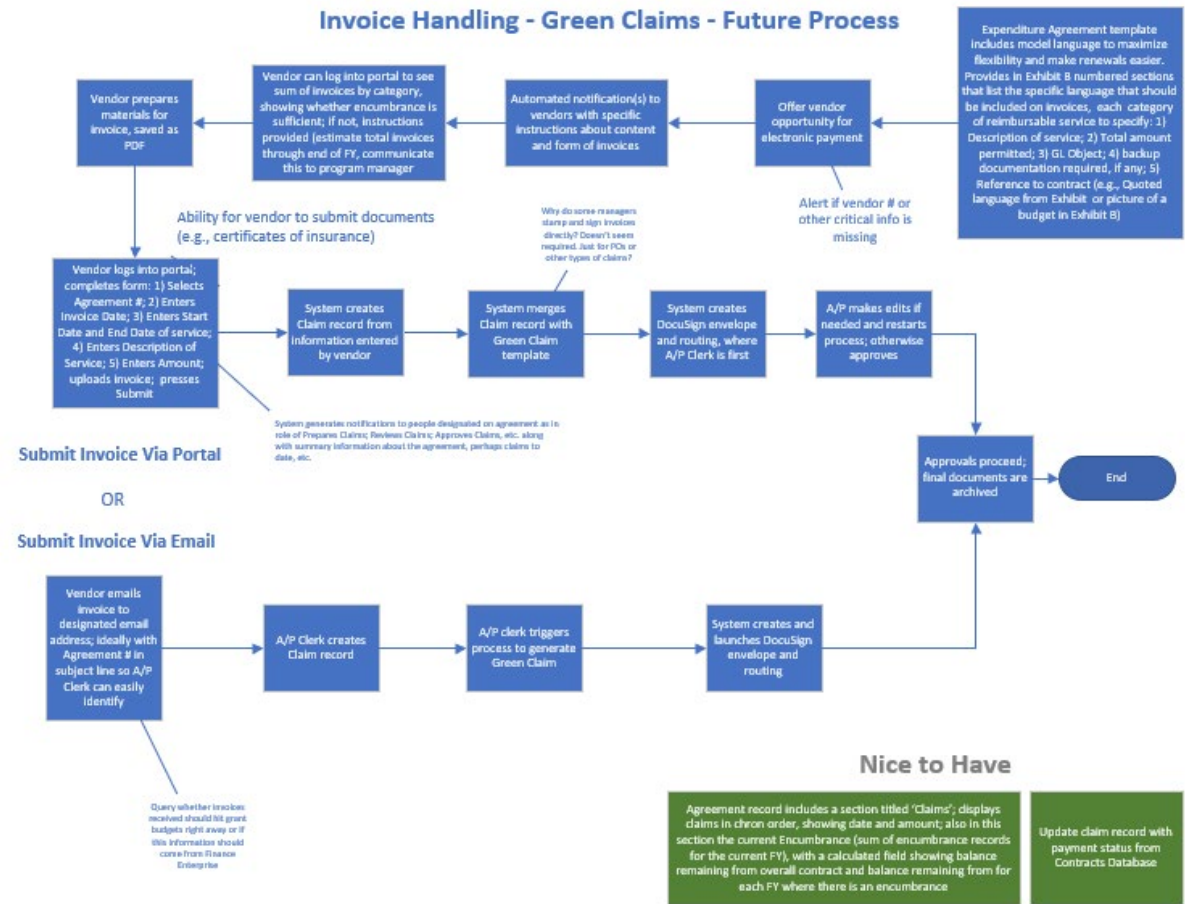 Invoice Handling - Green Claims - Future Process
Expenditure Agreement template
includes model language to maximize
flexibility and make renewals easier.
Provides in Exhibit B numbered sections
that list the specific language that should
be included on invoices, each category
of reimbursable service to specify: 1)
Description of service; 2) Total amount
permitted; 3) GL Object; 4) backup
documentation required, if any; 5)
Reference to contract (e.g., Quoted
language from Exhibit or picture of a
budget in Exhibit B)
Offer vendor
opportunity for
electronic payment
Alert if vendor # or
other critical info is
missing
Automated notification(s) to
vendors with specific
instructions about content
and form of invoices
Vendor can log into portal to see
sum of invoices by category,
showing whether encumbrance is
sufficient; if not, instructions
provided (estimate total invoices
through end of FY, communicate
this to program manager
Vendor prepares
materials for
invoice, saved as
PDF
Ability for vendor to submit documents
(e.g., certificates of insurance)
Vendor logs into portal;
completes form: 1) Selects
Agreement #; 2) Enters
Invoice Date; 3) Enters Start
Date and End Date of service;
4) Enters Description of
Service; 5) Enters Amount;
uploads invoice; presses
Submit
System creates
Claim record from
information entered
by vendor
Why do some managers
stamp and sign invoices
directly? Doesn't seem
required. Just for POs or
other types of claims?
System merges
Claim record with
Green Claim
template
System creates
DocuSign envelope
and routing, where
A/P Clerk is first
A/P makes edits if
needed and restarts
process; otherwise
approves
System generates notifications to people designated on agreement as in
role of Prepares Claims; Reviews Claims; Approves Claims, etc. along
with summary information about the agreement, perhaps claims to
date, etc.
Submit Invoice Via Portal
OR
Submit Invoice Via Email
Approvals proceed;
final documents are
archived
End
Vendor emails
invoice to
designated email
address; ideally with
Agreement # in
subject line so A/P
Clerk can easily
identify
A/P Clerk creates
Claim record
A/P clerk triggers
process to generate
Green Claim
System creates and
launches DocuSign
envelope and
routing
Query whether invoices
received should hit grant
budgets right away or if
this information should
come from Finance
Enterprise
Nice to Have
Agreement record includes a section titled 'Claims'; displays
claims in chron order, showing date and amount; also in this
section the current Encumbrance (sum of encumbrance records
for the current FY), with a calculated field showing balance
remaining from overall contract and balance remaining from for
each FY where there is an encumbrance
Update claim record with
payment status from
Contracts Database